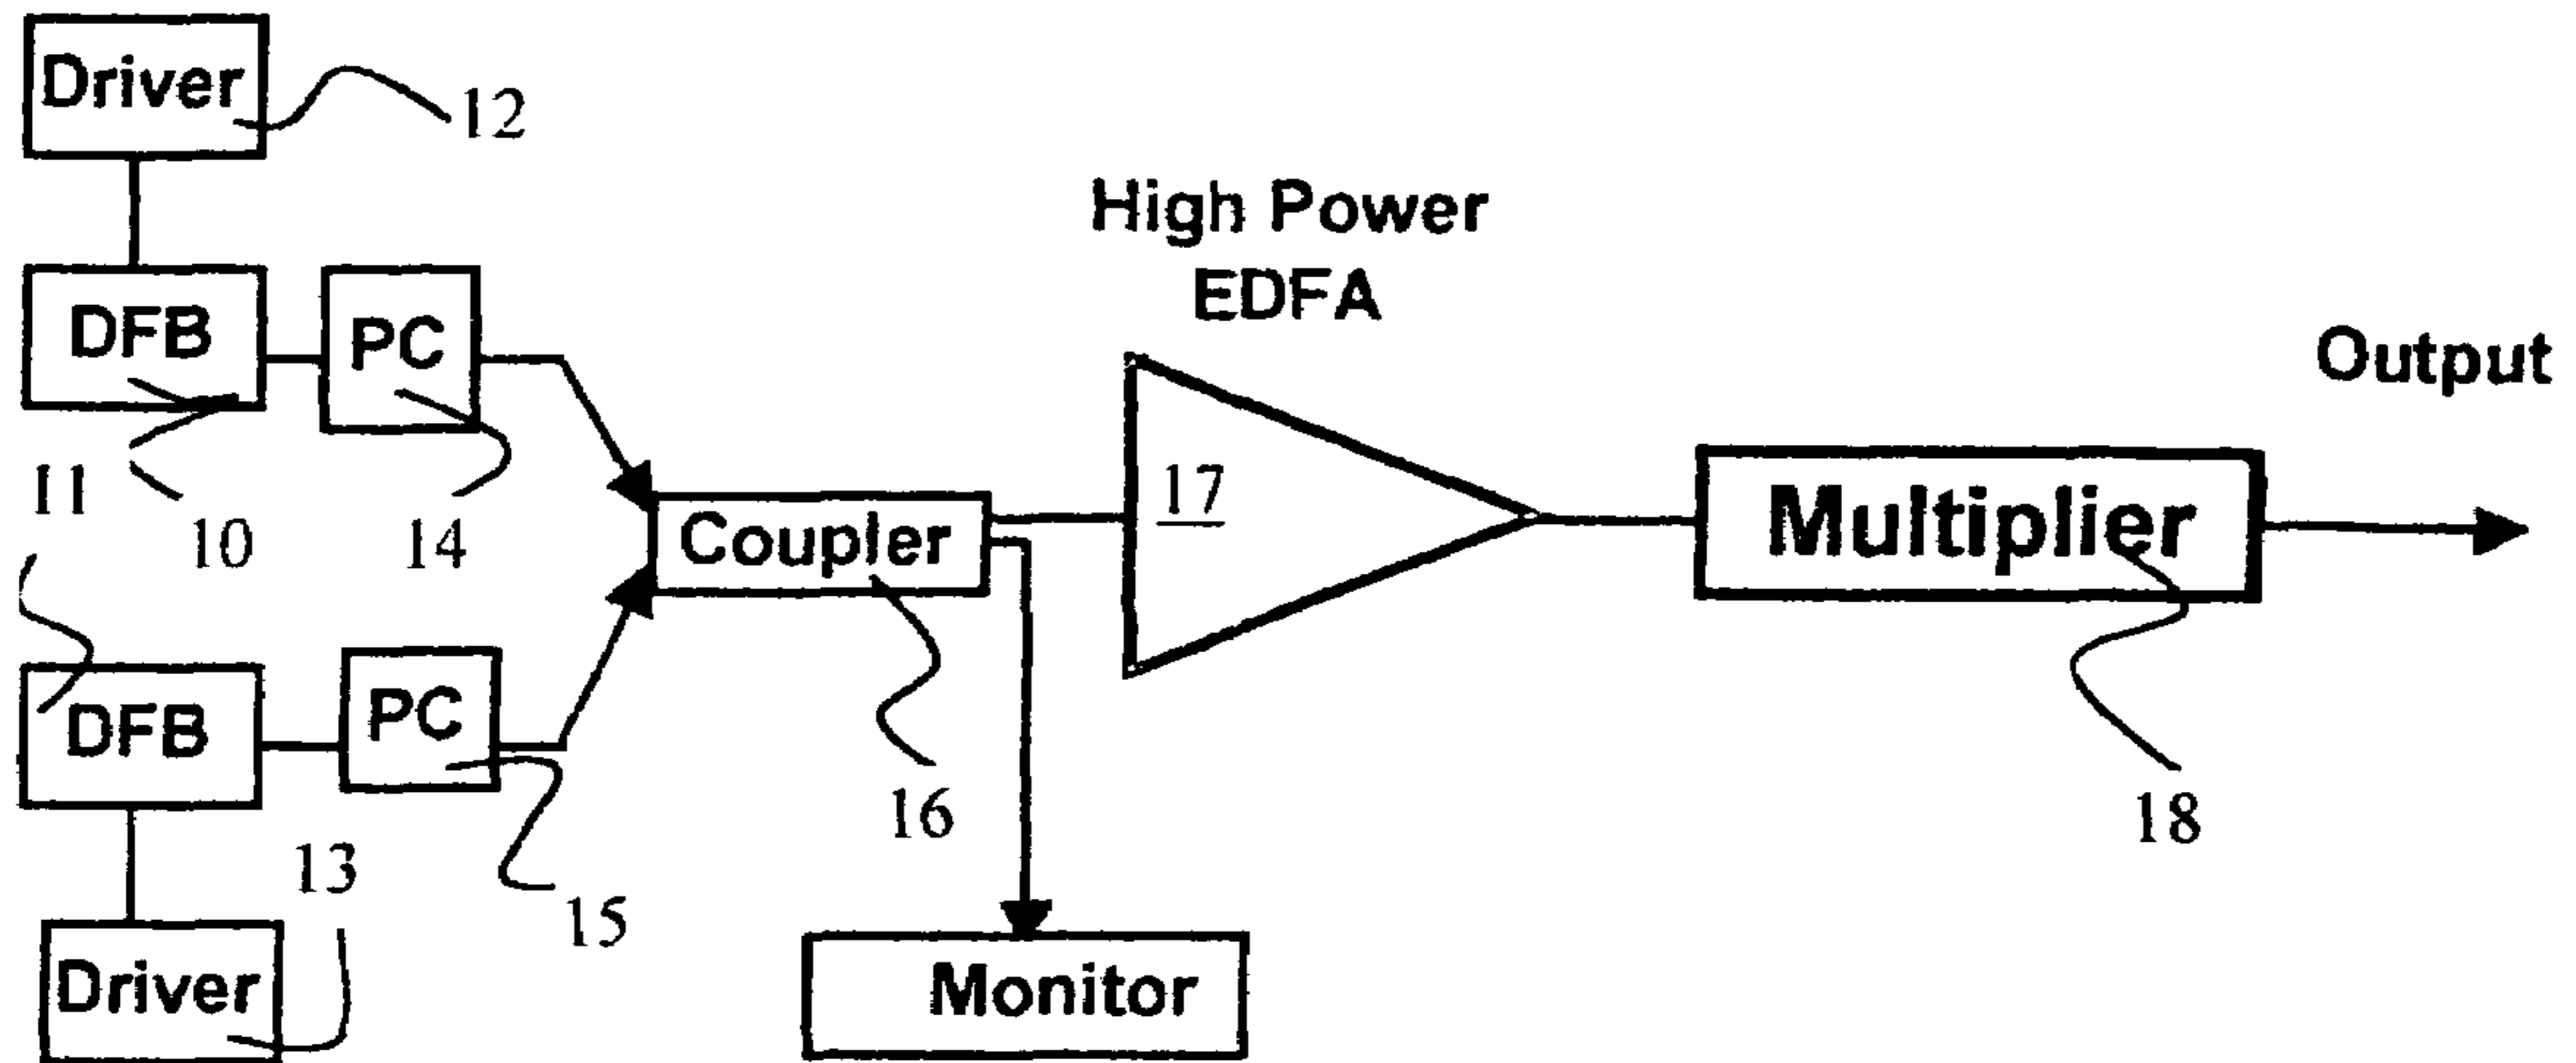 Driver
12
High Power
EDFA
DFB
PC
Output
11
10
14
17
Coupler
Multiplier
DFB
PC
16
18
13
15
Driver
Monitor